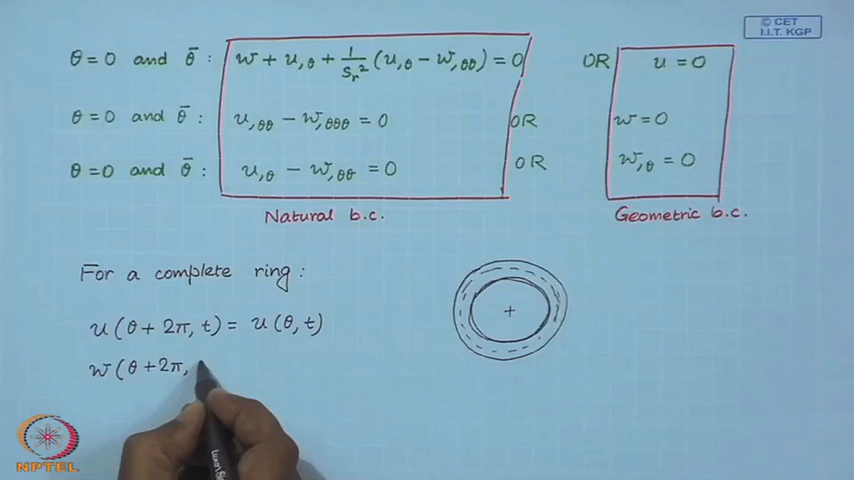 © CET
I.I.T. KGP
θ = 0 and θ̄ : w + u,θ + 1/Sr² (u,θ − w,θθ) = 0 OR u = 0
θ = 0 and θ̄ : u,θθ − w,θθθ = 0 OR w = 0
θ = 0 and θ̄ : u,θ − w,θθ = 0 OR w,θ = 0
Natural b.c. Geometric b.c.
For a complete ring :
u(θ + 2π, t) = u(θ, t)
w(θ + 2π,
NPTEL